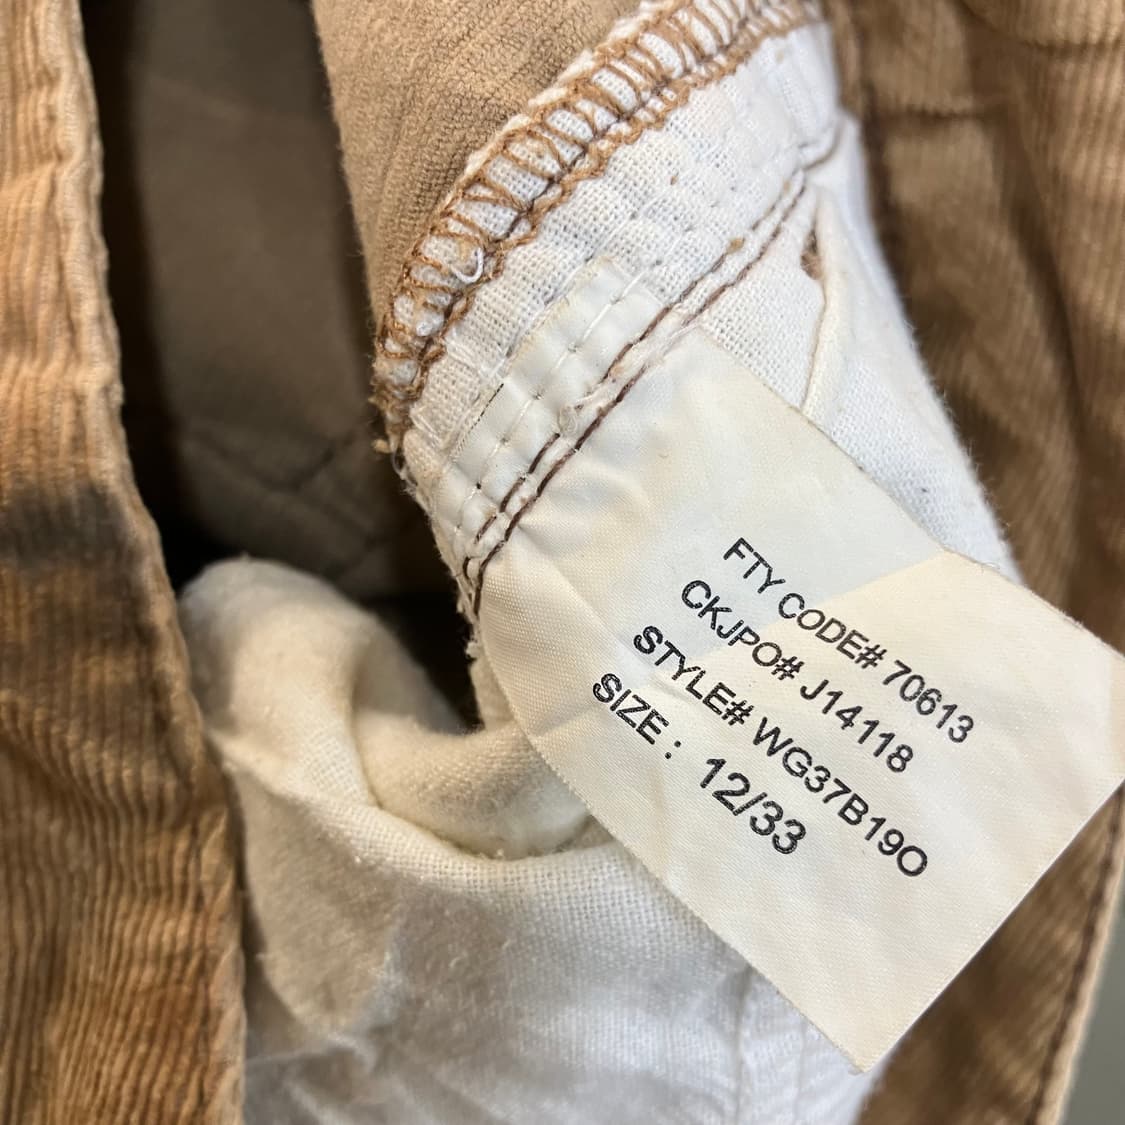 FTY CODE# 70613
CKJPO# J14118
STYLE# WG37B19O
SIZE : 12/33